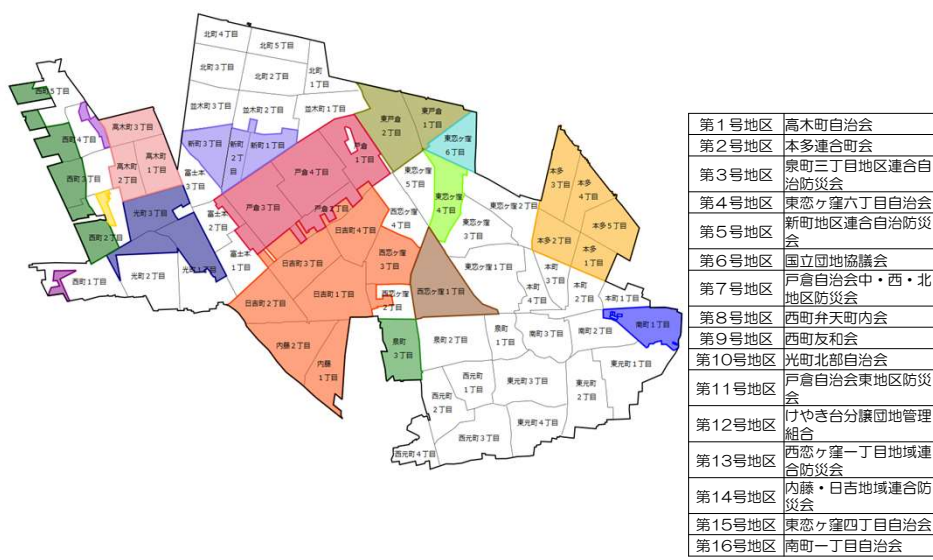 北町4丁目
北町5丁目
北町3丁目
北町2丁目
北町
1丁目
並木町3丁目
並木町2丁目
並木町1丁目
西町5丁目
西町4丁目
高木町3丁目
高木町
1丁目
高木町
2丁目
西町3丁目
西町2丁目
西町1丁目
新町3丁目
新町
2丁
目
新町1丁目
富士本
3丁目
富士本
2丁目
富士本
1丁目
光町3丁目
光町2丁目
光町1丁目
戸倉
1丁目
戸倉4丁目
戸倉3丁目
戸倉2丁目
東戸倉
2丁目
東戸倉
1丁目
東恋ヶ窪
6丁目
東恋ヶ窪
5丁目
東恋ヶ窪
4丁目
東恋ヶ窪2丁目
東恋ヶ窪
3丁目
東恋ヶ窪1丁目
西恋ヶ窪
4丁目
西恋ヶ窪
3丁目
西恋ヶ窪
2丁目
西恋ヶ窪1丁目
日吉町4丁目
日吉町3丁目
日吉町2丁目
日吉町1丁目
内藤2丁目
内藤
1丁目
本多
3丁目
本多
4丁目
本多5丁目
本多2丁目
本多
1丁目
本町
3丁目
本町
4丁目
本町
2丁目
本町1丁目
泉町
3丁目
泉町2丁目
泉町
1丁目
南町3丁目
南町2丁目
南町1丁目
東元町1丁目
東元町
2丁目
東元町3丁目
東元町4丁目
西元町
1丁目
西元町
2丁目
西元町3丁目
西元町4丁目
第1号地区 高木町自治会
第2号地区 本多連合町会
第3号地区 泉町三丁目地区連合自
治防災会
第4号地区 東恋ヶ窪六丁目自治会
第5号地区 新町地区連合自治防災
会
第6号地区 国立団地協議会
第7号地区 戸倉自治会中・西・北
地区防災会
第8号地区 西町弁天町内会
第9号地区 西町友和会
第10号地区 光町北部自治会
第11号地区 戸倉自治会東地区防災
会
第12号地区 けやき台分譲団地管理
組合
第13号地区 西恋ヶ窪一丁目地域連
合防災会
第14号地区 内藤・日吉地域連合防
災会
第15号地区 東恋ヶ窪四丁目自治会
第16号地区 南町一丁目自治会